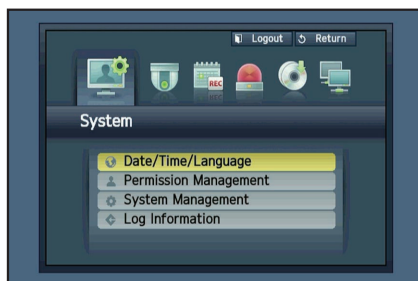 Logout Return
REC
System
Date/Time/Language
Permission Management
System Management
Log Information